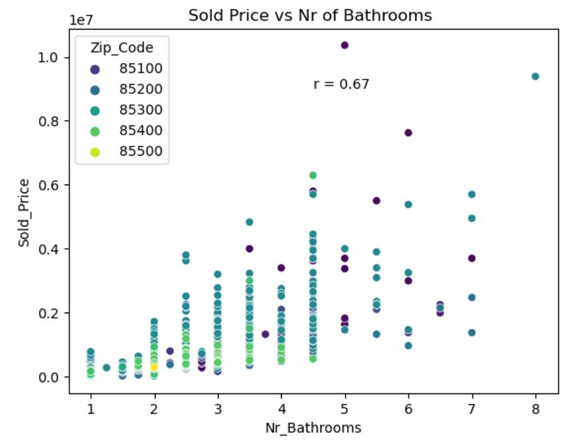 Sold Price vs Nr of Bathrooms
1e7
Zip_Code
85100
85200
85300
85400
85500
r = 0.67
1.0
0.8
0.6
0.4
0.2
0.0
Sold_Price
1 2 3 4 5 6 7 8
Nr_Bathrooms